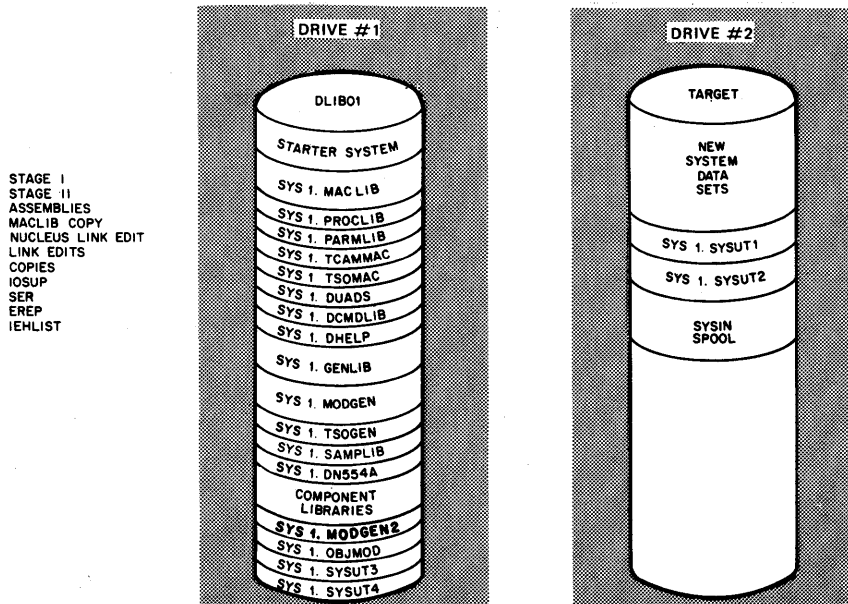 STAGE I
STAGE II
ASSEMBLIES
MACLIB COPY
NUCLEUS LINK EDIT
LINK EDITS
COPIES
IOSUP
SER
EREP
IEHLIST
DRIVE #1
DLIB01
STARTER SYSTEM
SYS 1. MAC LIB
SYS 1. PROCLIB
SYS 1. PARMLIB
SYS 1. TCAMMAC
SYS 1 TSOMAC
SYS 1. DUADS
SYS 1. DCMDLIB
SYS 1. DHELP
SYS 1. GENLIB
SYS 1. MODGEN
SYS 1. TSOGEN
SYS 1. SAMPLIB
SYS 1. DN554A
COMPONENT
LIBRARIES
SYS 1. MODGEN2
SYS 1. OBJMOD
SYS 1. SYSUT3
SYS 1. SYSUT4
DRIVE #2
TARGET
NEW
SYSTEM
DATA
SETS
SYS 1. SYSUT1
SYS 1. SYSUT2
SYSIN
SPOOL